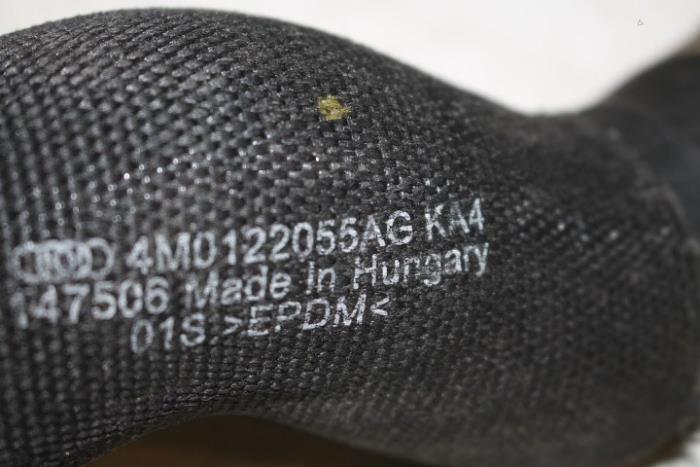 4M0122055AG KA4
147506 Made In Hungary
01S >EPDM<